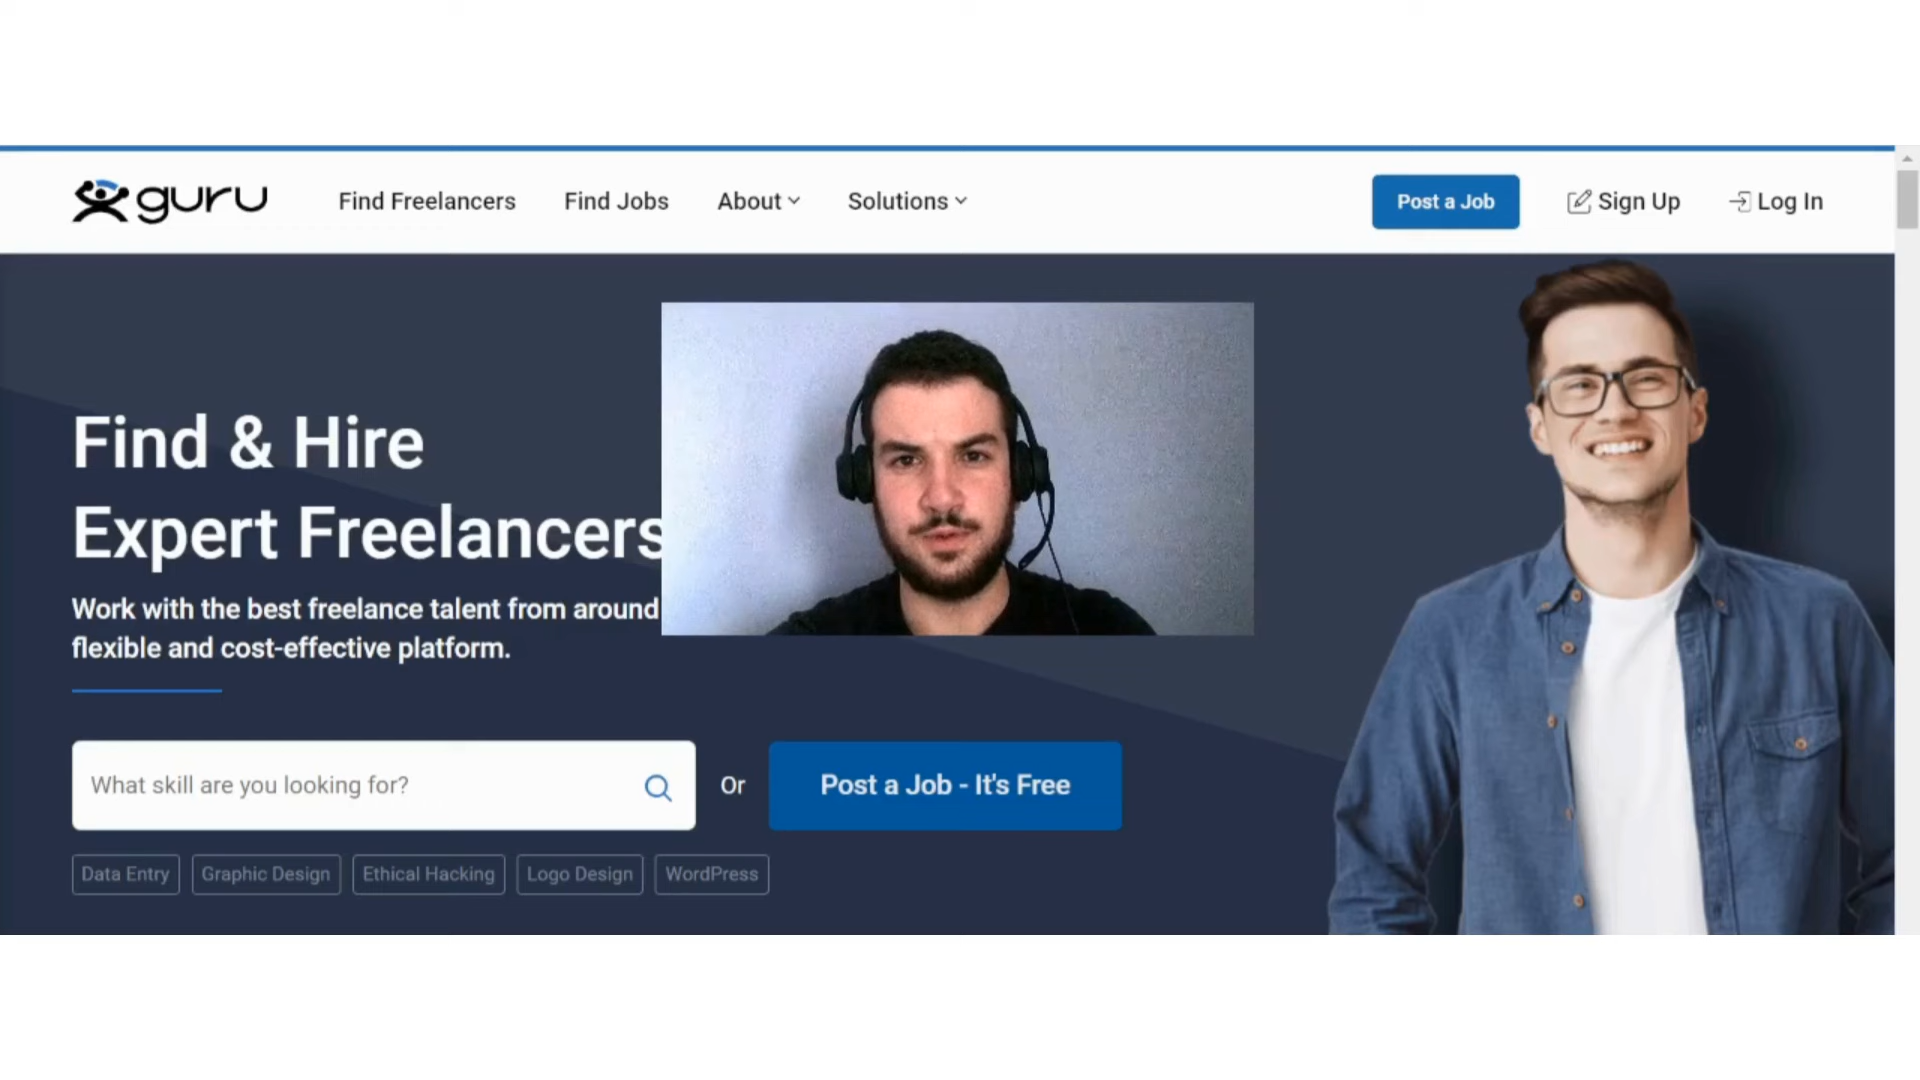 guru
Find Freelancers
Find Jobs
About
Solutions
Post a Job
Sign Up
Log In
Find & Hire
Expert Freelancers
Work with the best freelance talent from around
flexible and cost-effective platform.
What skill are you looking for?
Or
Post a Job - It's Free
Data Entry
Graphic Design
Ethical Hacking
Logo Design
WordPress